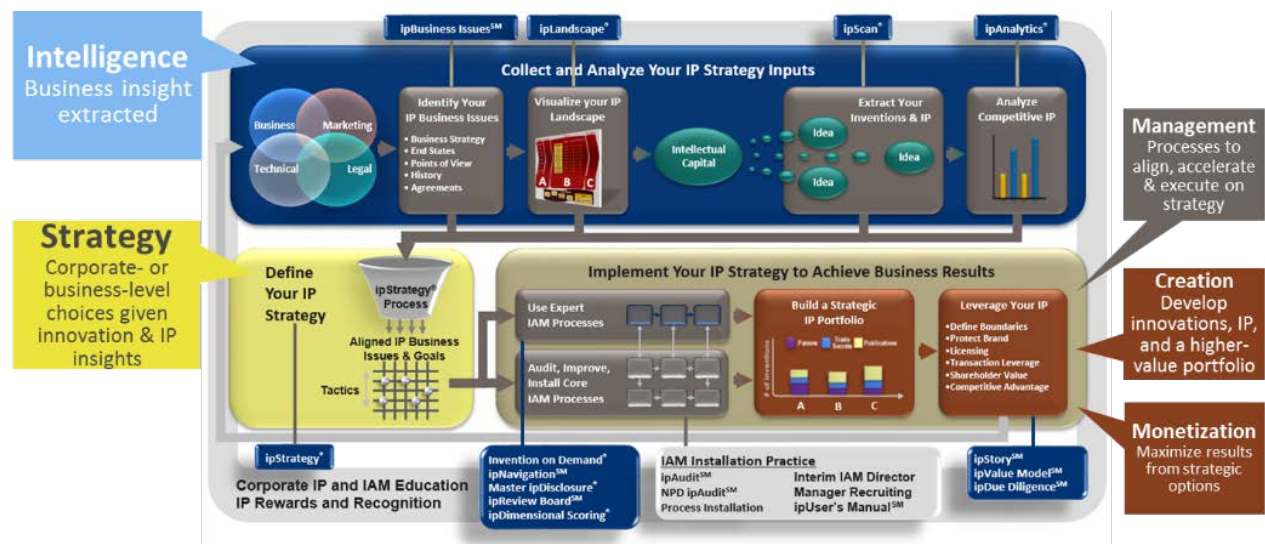 Intelligence
Business insight
extracted
Strategy
Corporate- or
business-level
choices given
innovation & IP
insights
ipBusiness Issues℠
ipLandscape®
ipScan®
ipAnalytics®
Collect and Analyze Your IP Strategy Inputs
Business
Marketing
Technical
Legal
Identify Your
IP Business Issues
• Business Strategy
• End States
• Points of View
• History
• Agreements
Visualize your IP
Landscape
A B C
Intellectual
Capital
Extract Your
Inventions & IP
Idea
Idea
Idea
Analyze
Competitive IP
Management
Processes to
align, accelerate
& execute on
strategy
Define
Your IP
Strategy
ipStrategy®
Process
Aligned IP Business
Issues & Goals
Tactics
Implement Your IP Strategy to Achieve Business Results
Use Expert
IAM Processes
Audit, Improve,
Install Core
IAM Processes
Build a Strategic
IP Portfolio
Patents
Trade
Secrets
Publications
# of Inventions
A B C
Leverage Your IP
•Define Boundaries
•Protect Brand
•Licensing
•Transaction Leverage
•Shareholder Value
•Competitive Advantage
Creation
Develop
innovations, IP,
and a higher-
value portfolio
Monetization
Maximize results
from strategic
options
ipStrategy®
Corporate IP and IAM Education
IP Rewards and Recognition
Invention on Demand®
ipNavigation℠
Master ipDisclosure®
ipReview Board℠
ipDimensional Scoring®
IAM Installation Practice
ipAudit℠
NPD ipAudit℠
Process Installation
Interim IAM Director
Manager Recruiting
ipUser's Manual℠
ipStory℠
ipValue Model℠
ipDue Diligence℠